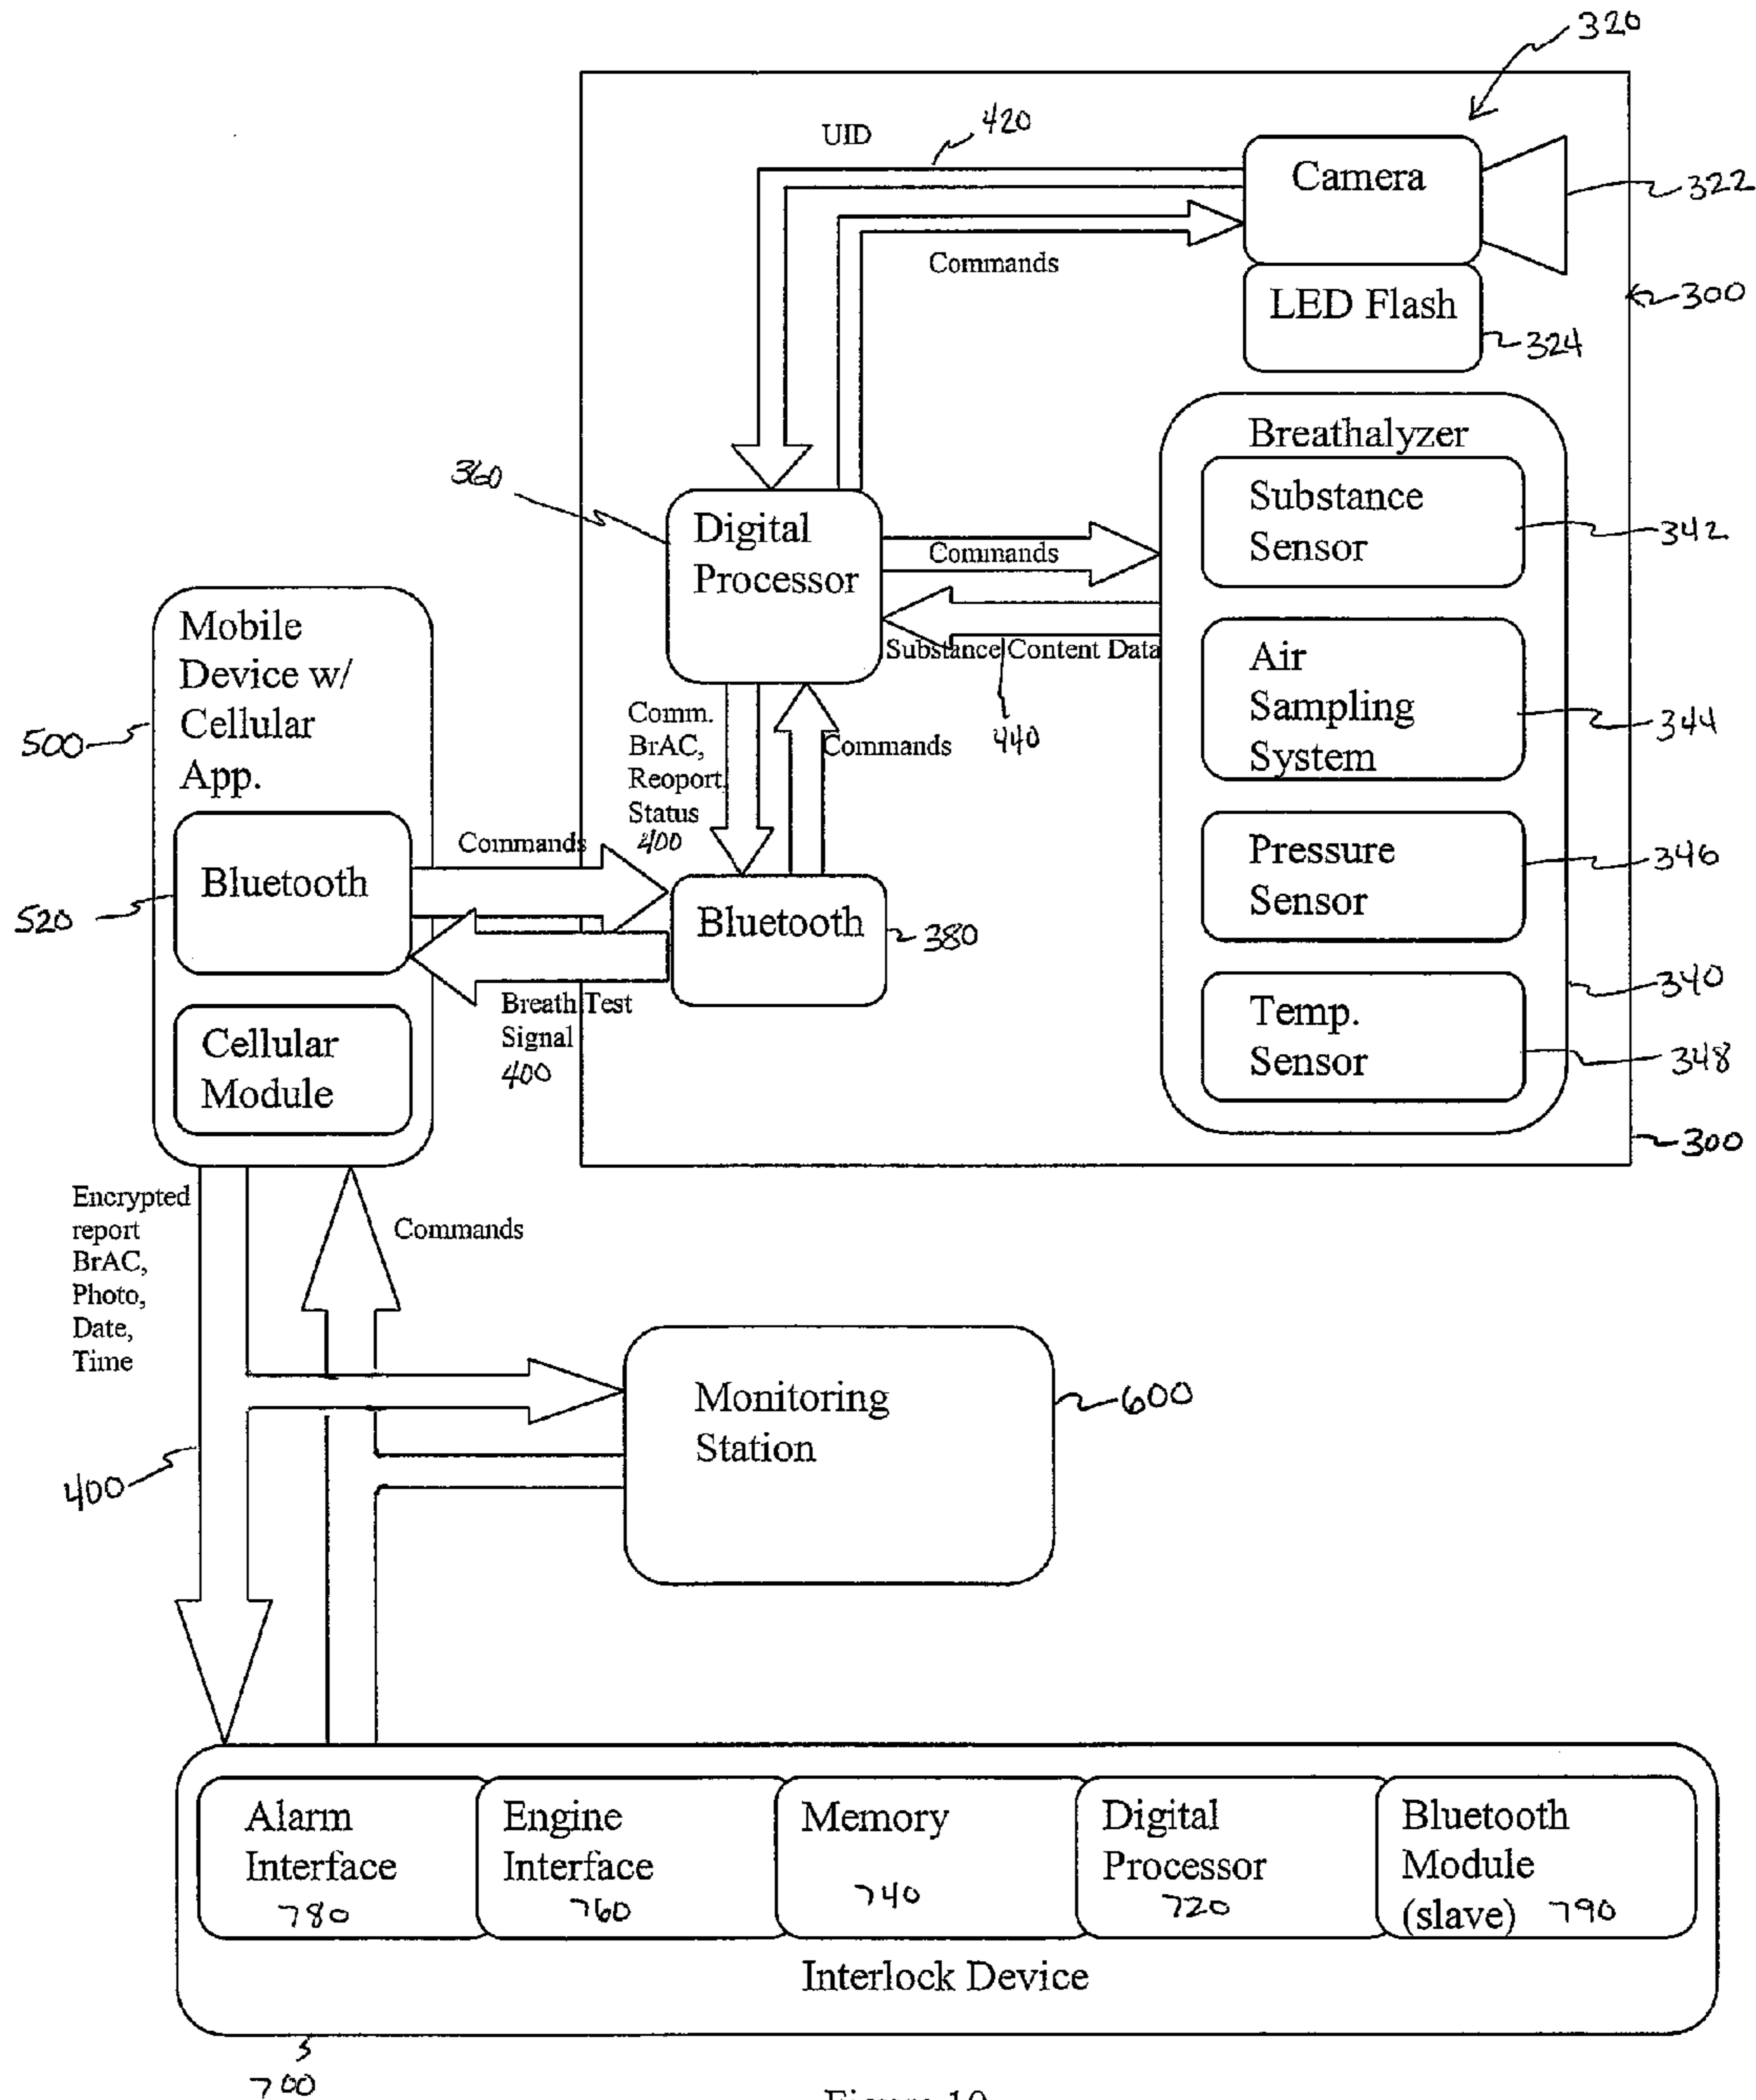 320
UID
420
Camera
322
Commands
300
LED Flash
324
Breathalyzer
360
Substance
Sensor
342
Digital
Processor
Commands
Substance Content Data
440
Air
Sampling
System
344
Mobile
Device w/
Cellular
App.
500
Comm.
BrAC,
Reoport
Status
400
Commands
Commands
Bluetooth
520
Bluetooth
380
Pressure
Sensor
346
340
Breath Test
Signal
400
Cellular
Module
Temp.
Sensor
348
300
Encrypted
report
BrAC,
Photo,
Date,
Time
Commands
Monitoring
Station
600
400
Alarm
Interface
780
Engine
Interface
760
Memory
740
Digital
Processor
720
Bluetooth
Module
(slave) 790
Interlock Device
700
Figure 10